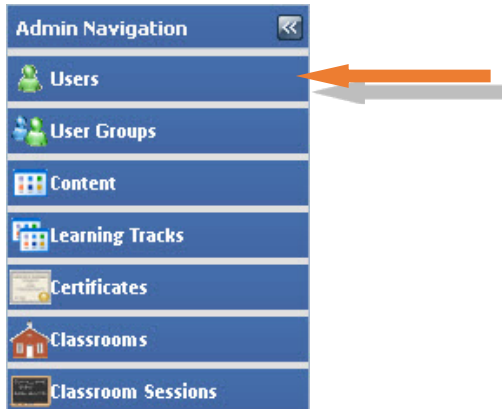 Admin Navigation
Users
User Groups
Content
Learning Tracks
Certificates
Classrooms
Classroom Sessions